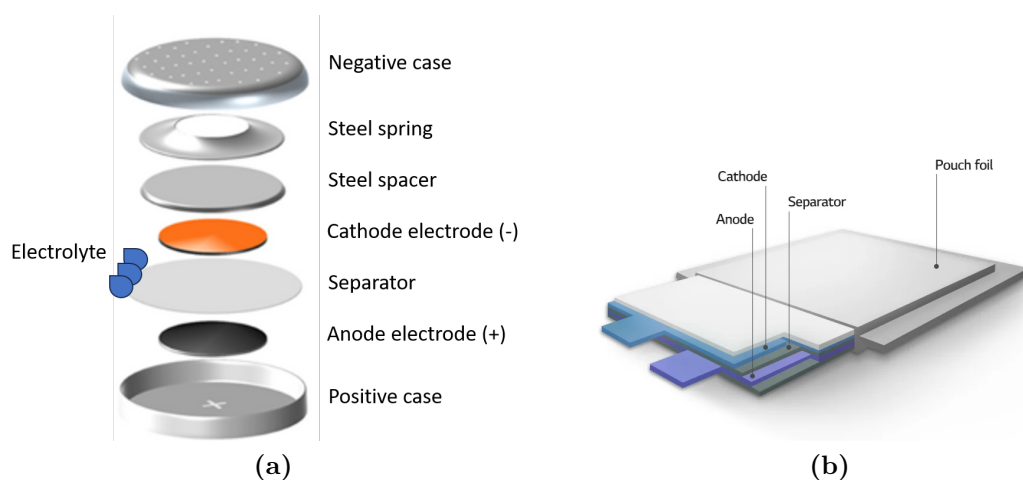 Negative case
Steel spring
Steel spacer
Cathode electrode (-)
Electrolyte
Separator
Anode electrode (+)
Positive case
(a)
Pouch foil
Cathode
Separator
Anode
(b)